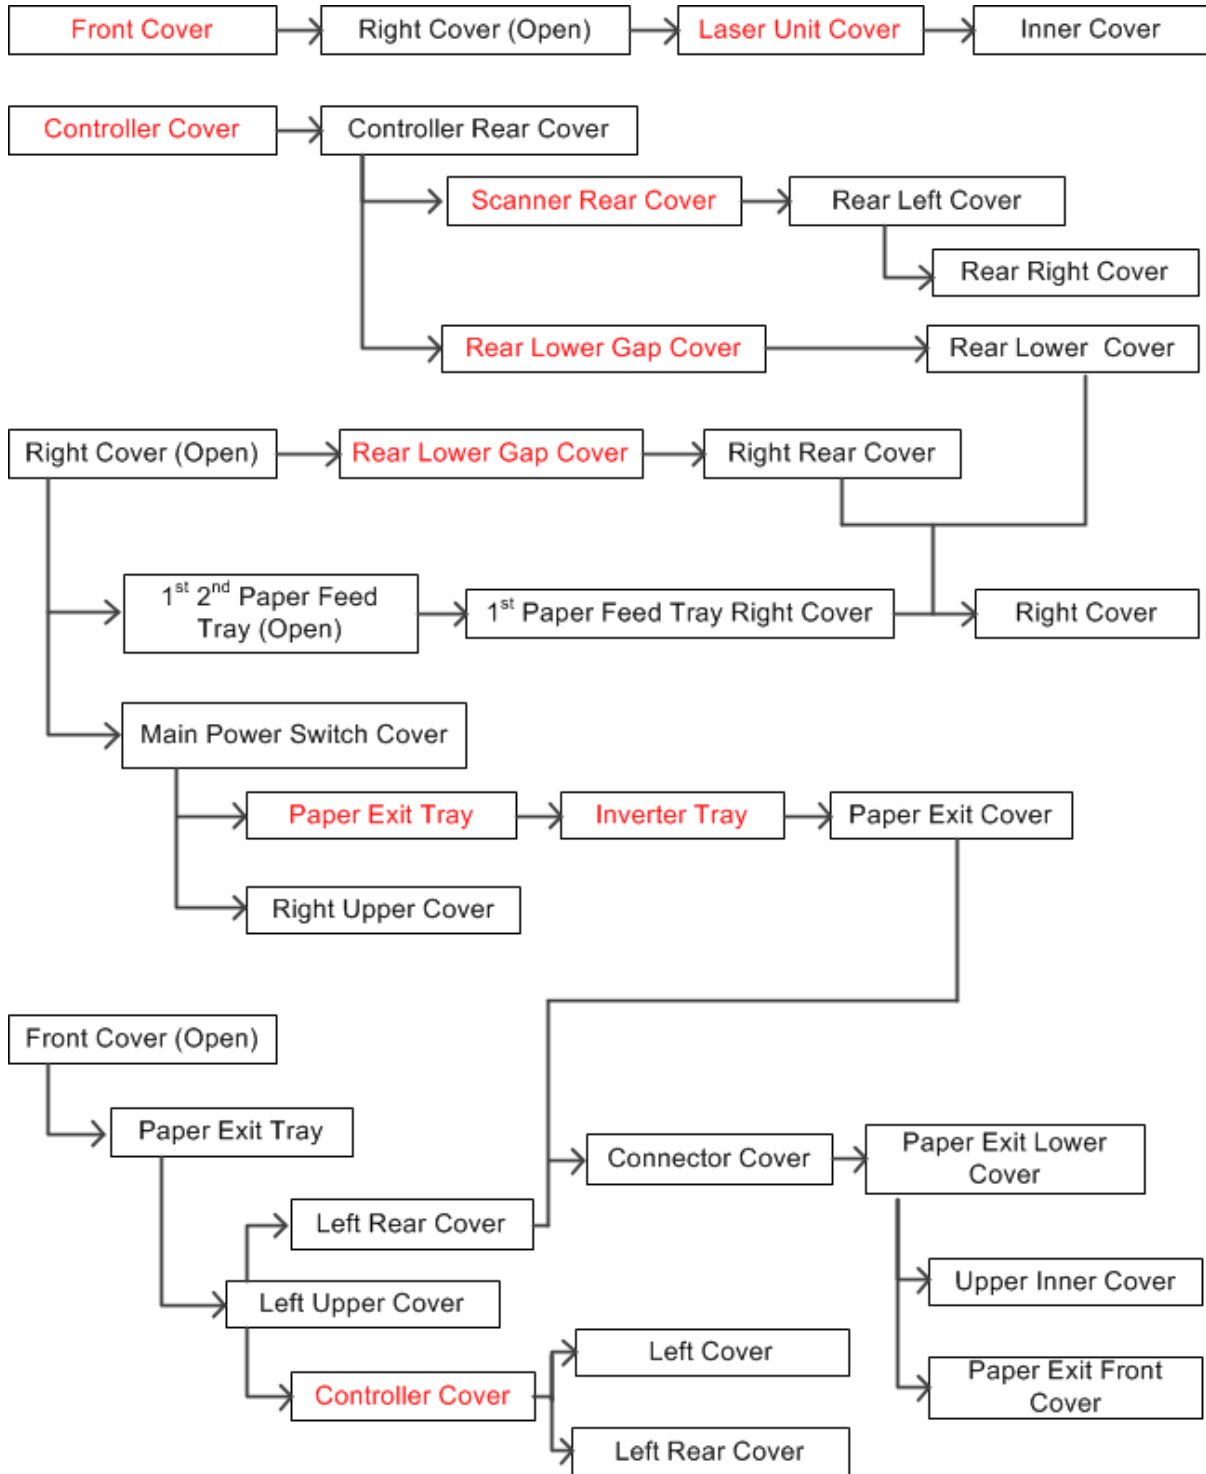 Front Cover
Right Cover (Open)
Laser Unit Cover
Inner Cover
Controller Cover
Controller Rear Cover
Scanner Rear Cover
Rear Left Cover
Rear Right Cover
Rear Lower Gap Cover
Rear Lower Cover
Right Cover (Open)
Rear Lower Gap Cover
Right Rear Cover
1st 2nd Paper Feed
Tray (Open)
1st Paper Feed Tray Right Cover
Right Cover
Main Power Switch Cover
Paper Exit Tray
Inverter Tray
Paper Exit Cover
Right Upper Cover
Front Cover (Open)
Paper Exit Tray
Connector Cover
Paper Exit Lower
Cover
Left Rear Cover
Upper Inner Cover
Left Upper Cover
Left Cover
Paper Exit Front
Cover
Controller Cover
Left Rear Cover